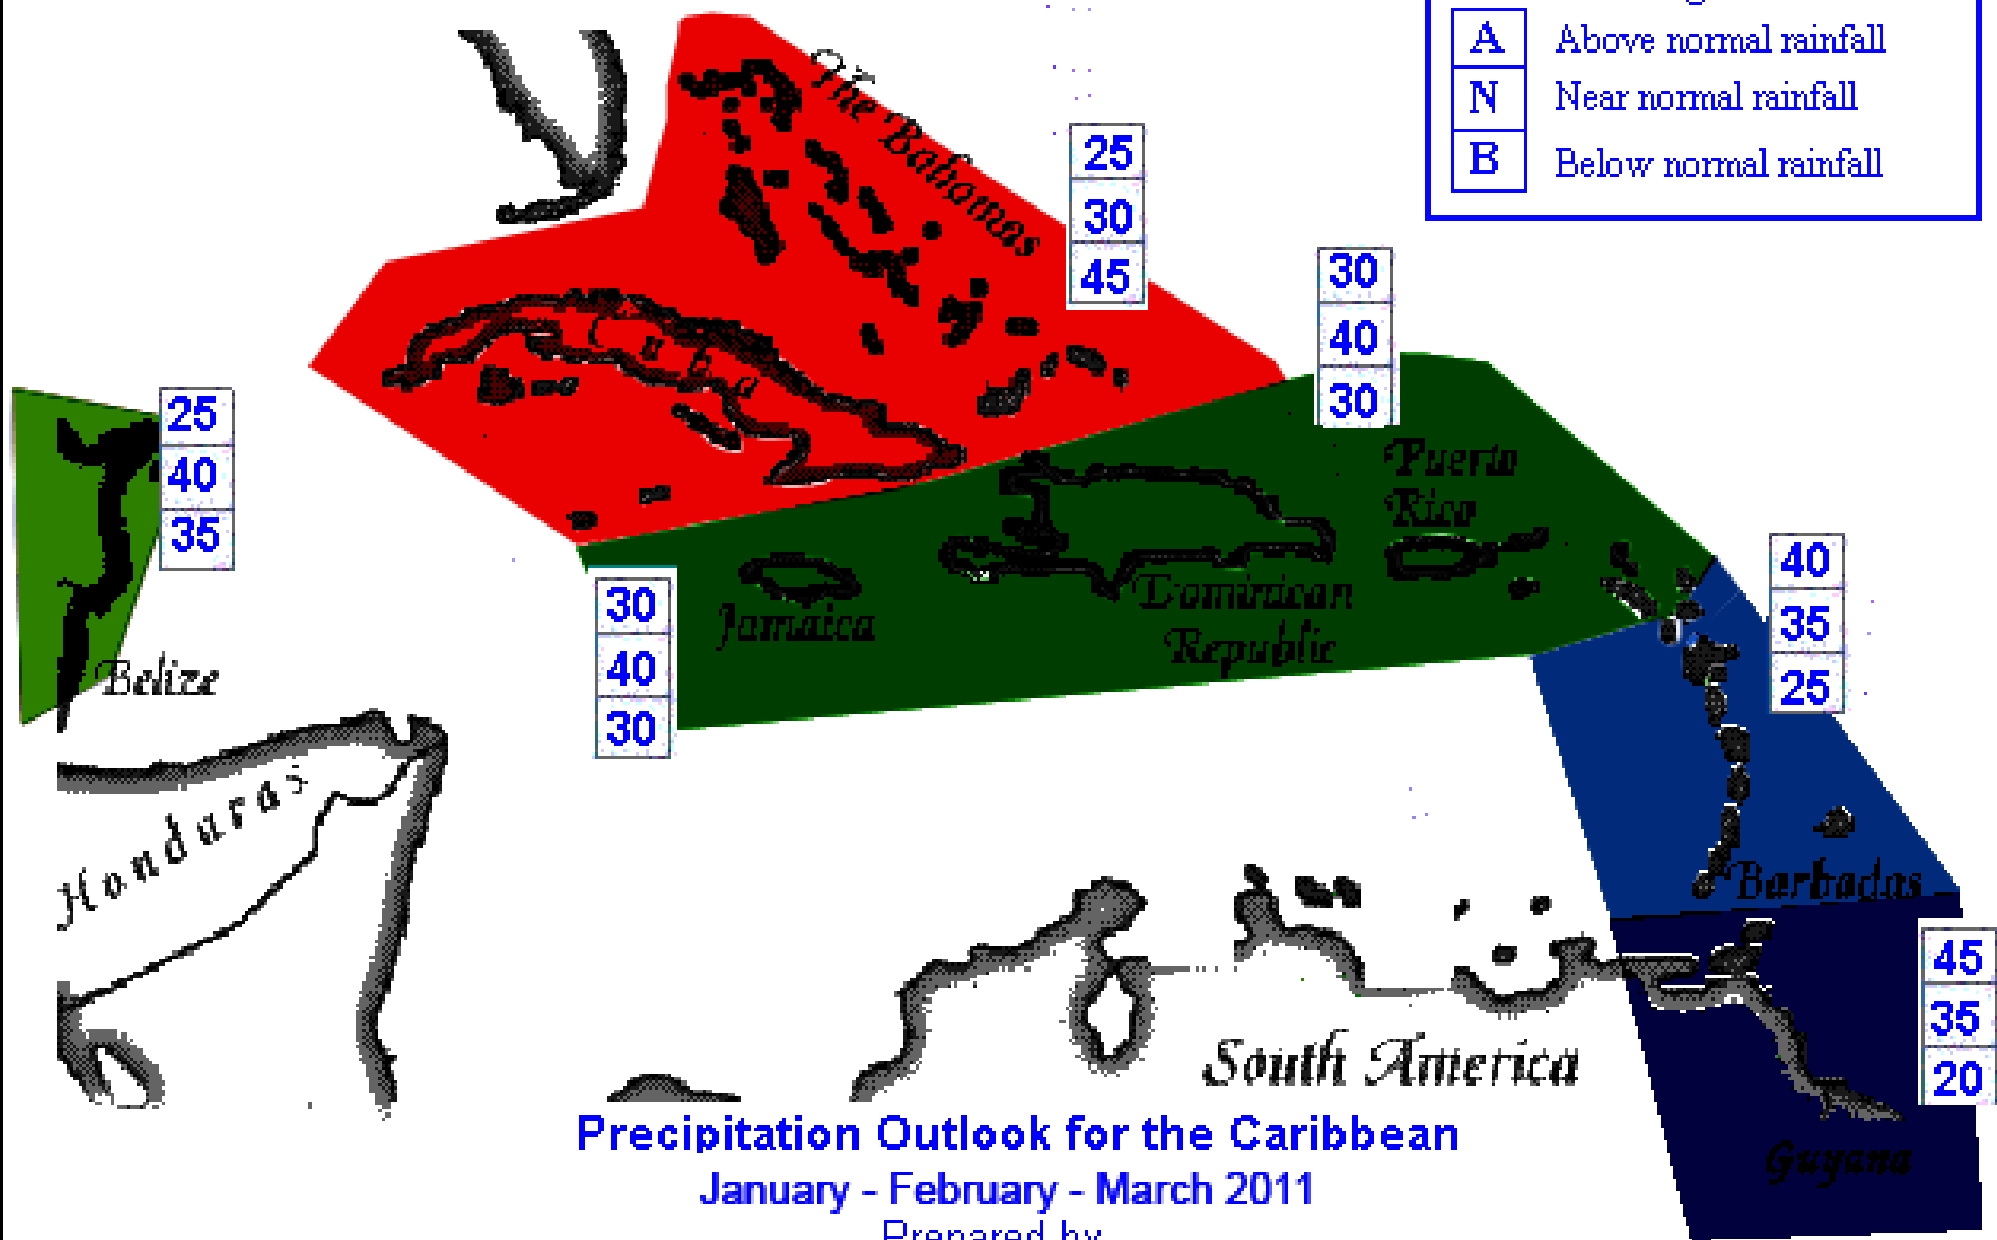 A Above normal rainfall
N Near normal rainfall
B Below normal rainfall
The Bahamas
25
30
45
30
40
30
Cuba
25
40
35
Puerto
Rico
30
40
30
Jamaica
Dominican
Republic
40
35
25
Belize
Honduras
Barbados
45
35
20
South America
Guyana
Precipitation Outlook for the Caribbean
January - February - March 2011
Prepared by